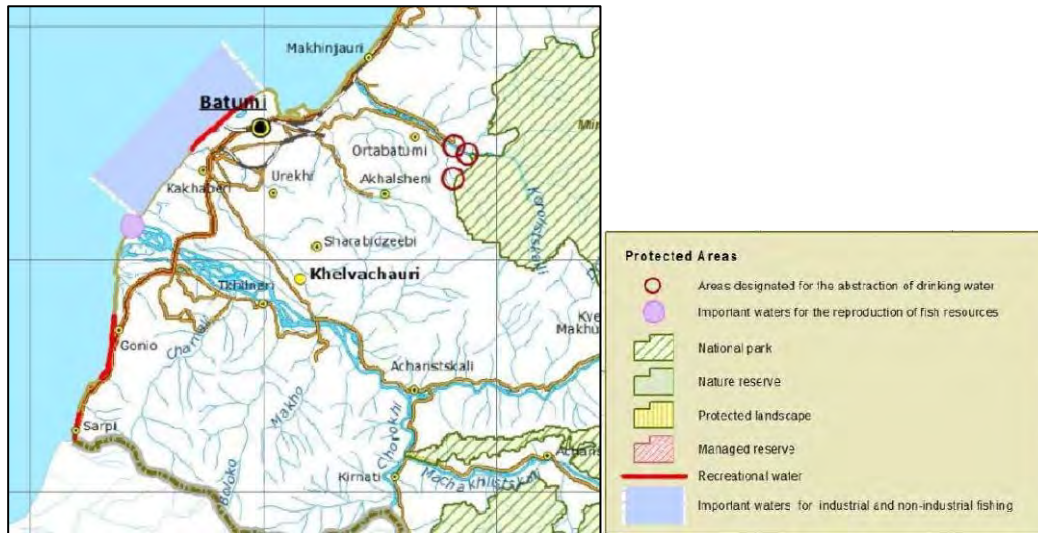 Makhinjauri
Batumi
Ortabatumi
Kakhaberi
Urekhi
Akhalsheni
Korolistskali
Sharabidzeebi
Khelvachauri
Tkhilnari
Gonio
Charnali
Acharistskali
Makho
Chorokhi
Sarpi
Kirnati
Machakhlistskali
Boloko
Protected Areas
Areas designated for the abstraction of drinking water
Important waters for the reproduction of fish resources
National park
Nature reserve
Protected landscape
Managed reserve
Recreational water
Important waters for industrial and non-industrial fishing